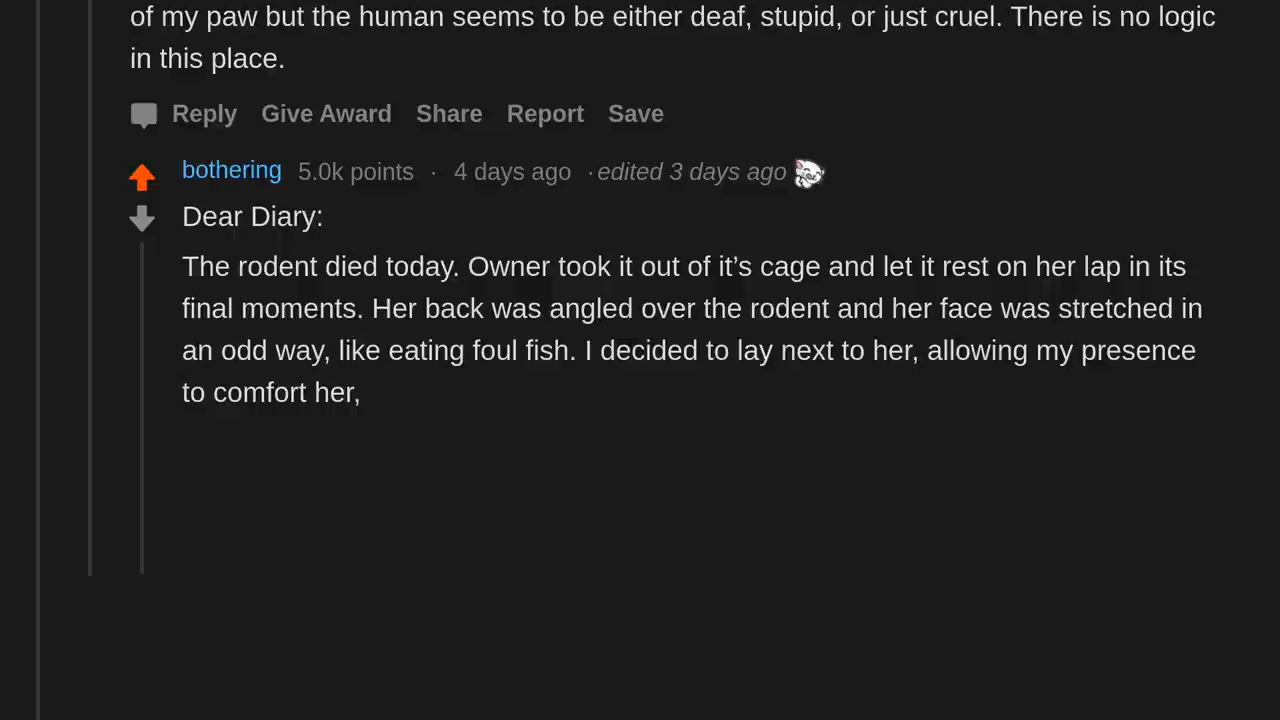 of my paw but the human seems to be either deaf, stupid, or just cruel. There is no logic
in this place.
Reply Give Award Share Report Save
bothering 5.0k points · 4 days ago · edited 3 days ago
Dear Diary:
The rodent died today. Owner took it out of it’s cage and let it rest on her lap in its
final moments. Her back was angled over the rodent and her face was stretched in
an odd way, like eating foul fish. I decided to lay next to her, allowing my presence
to comfort her,